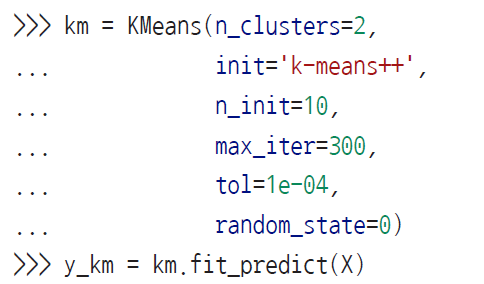 >>> km = KMeans(n_clusters=2,
...             init='k-means++',
...             n_init=10,
...             max_iter=300,
...             tol=1e-04,
...             random_state=0)
>>> y_km = km.fit_predict(X)